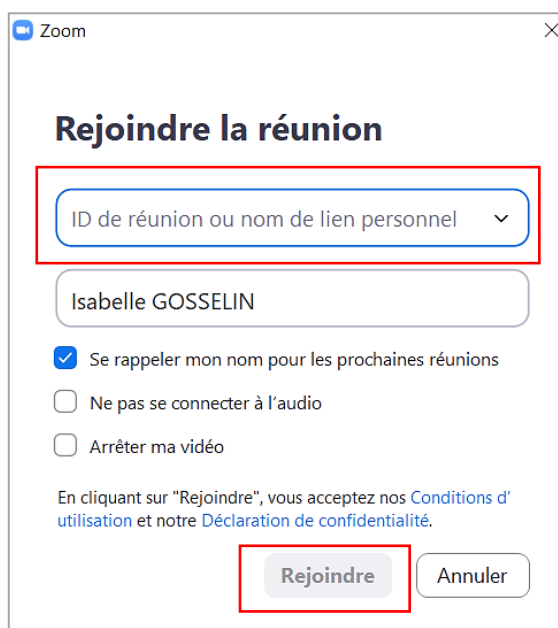 Zoom
Rejoindre la réunion
ID de réunion ou nom de lien personnel
Isabelle GOSSELIN
Se rappeler mon nom pour les prochaines réunions
Ne pas se connecter à l'audio
Arrêter ma vidéo
En cliquant sur "Rejoindre", vous acceptez nos Conditions d'
utilisation et notre Déclaration de confidentialité.
Rejoindre Annuler